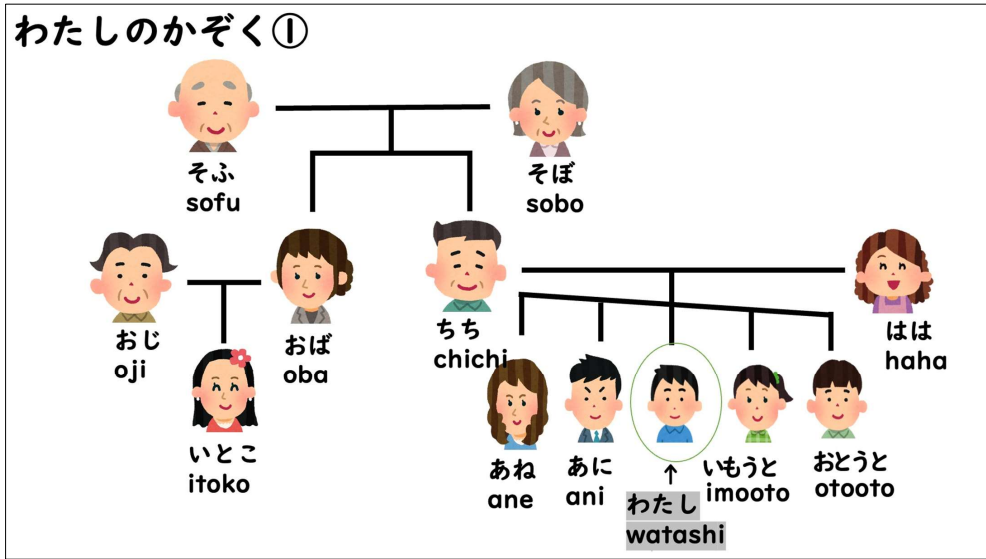 わたしのかぞく①
そふ
sofu
そぼ
sobo
おじ
oji
おば
oba
ちち
chichi
はは
haha
いとこ
itoko
あね
ane
あに
ani
わたし
watashi
いもうと
imooto
おとうと
otooto